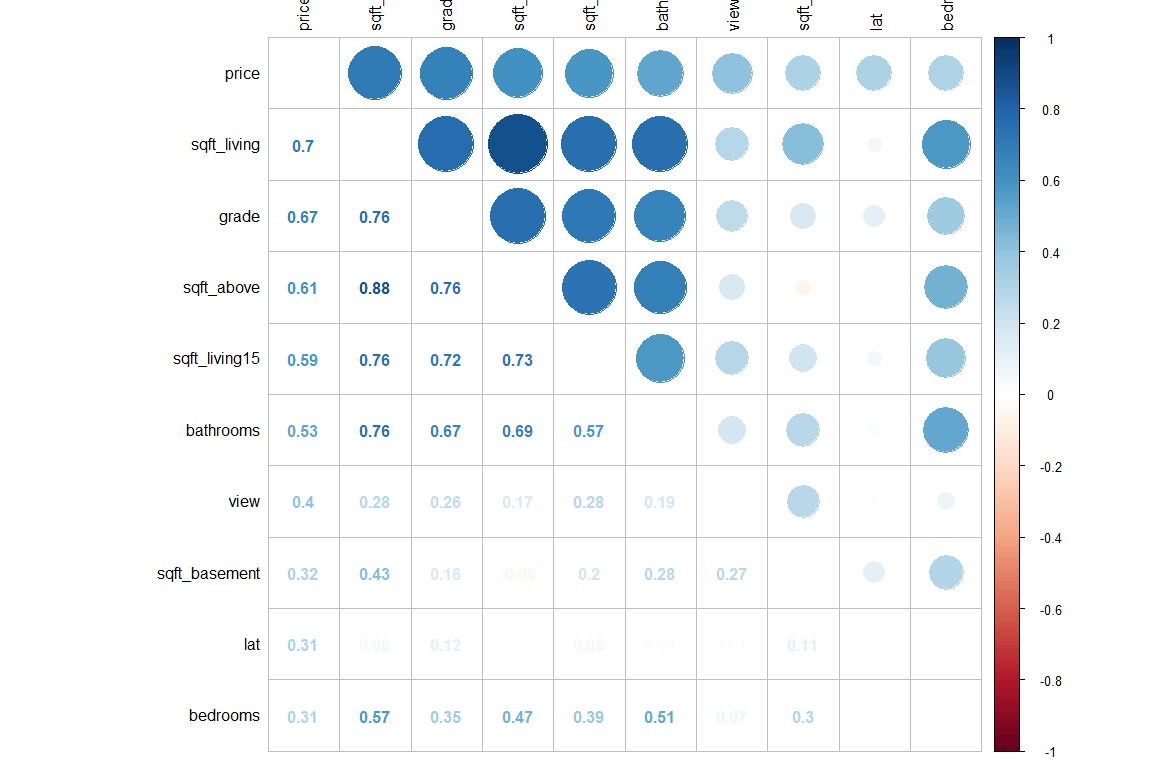 price sqft_ grad sqft_ sqft_ bath view sqft_ lat bedr
1
price
0.8
sqft_living 0.7
0.6
grade 0.67 0.76
0.4
sqft_above 0.61 0.88 0.76
0.2
sqft_living15 0.59 0.76 0.72 0.73
0
bathrooms 0.53 0.76 0.67 0.69 0.57
-0.2
view 0.4 0.28 0.26 0.17 0.28 0.19
-0.4
sqft_basement 0.32 0.43 0.16 -0.06 0.2 0.28 0.27
-0.6
lat 0.31 0.06 0.12 0.05 0.11
-0.8
bedrooms 0.31 0.57 0.35 0.47 0.39 0.51 0.07 0.3
-1